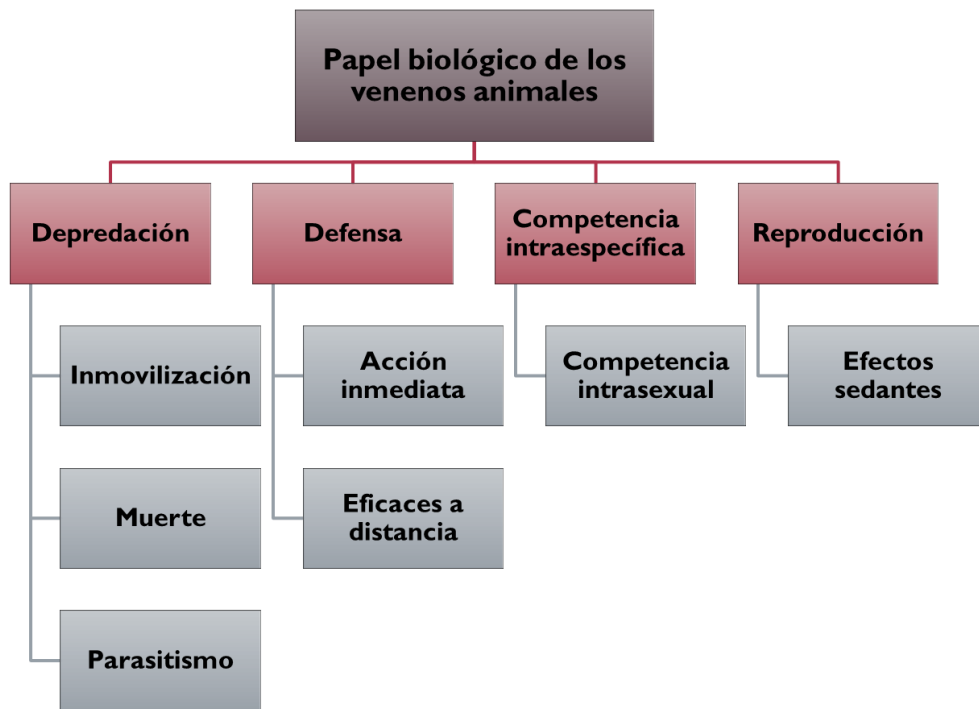 Papel biológico de los
venenos animales
Depredación
Defensa
Competencia
intraespecífica
Reproducción
Inmovilización
Acción
inmediata
Competencia
intrasexual
Efectos
sedantes
Muerte
Eficaces a
distancia
Parasitismo